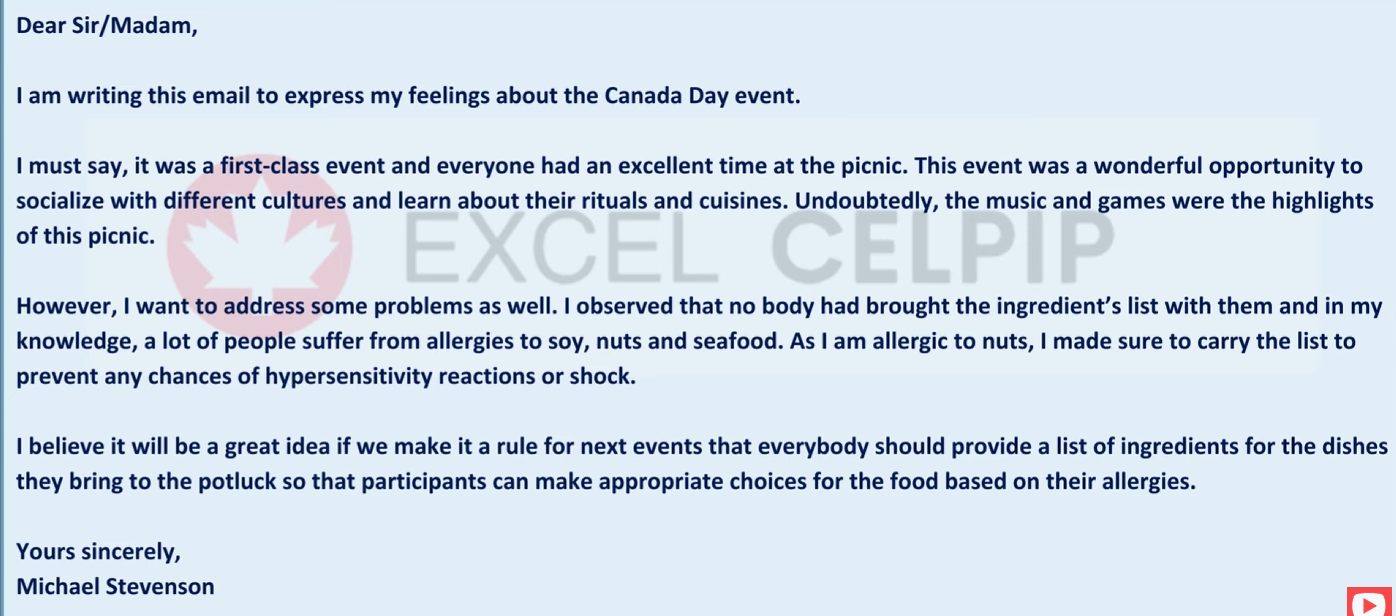 Dear Sir/Madam,
I am writing this email to express my feelings about the Canada Day event.
I must say, it was a first-class event and everyone had an excellent time at the picnic. This event was a wonderful opportunity to
socialize with different cultures and learn about their rituals and cuisines. Undoubtedly, the music and games were the highlights
of this picnic.
EXCEL CELPIP
However, I want to address some problems as well. I observed that no body had brought the ingredient’s list with them and in my
knowledge, a lot of people suffer from allergies to soy, nuts and seafood. As I am allergic to nuts, I made sure to carry the list to
prevent any chances of hypersensitivity reactions or shock.
I believe it will be a great idea if we make it a rule for next events that everybody should provide a list of ingredients for the dishes
they bring to the potluck so that participants can make appropriate choices for the food based on their allergies.
Yours sincerely,
Michael Stevenson